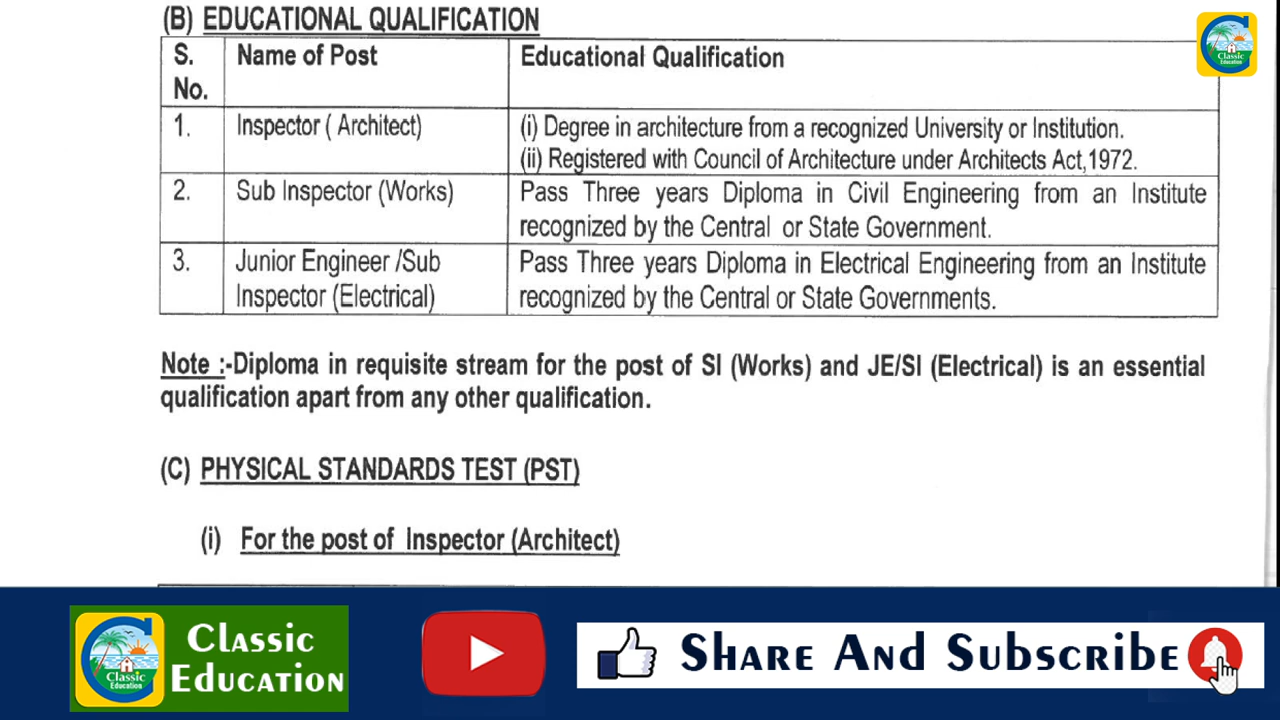 (B) EDUCATIONAL QUALIFICATION
S. No.
Name of Post
Educational Qualification
1.
Inspector ( Architect)
(i) Degree in architecture from a recognized University or Institution.
(ii) Registered with Council of Architecture under Architects Act,1972.
2.
Sub Inspector (Works)
Pass Three years Diploma in Civil Engineering from an Institute
recognized by the Central or State Government.
3.
Junior Engineer /Sub
Inspector (Electrical)
Pass Three years Diploma in Electrical Engineering from an Institute
recognized by the Central or State Governments.
Note :-Diploma in requisite stream for the post of SI (Works) and JE/SI (Electrical) is an essential
qualification apart from any other qualification.
(C) PHYSICAL STANDARDS TEST (PST)
(i) For the post of Inspector (Architect)
Classic
Education
Classic
Education
Classic
Education
Share And Subscribe